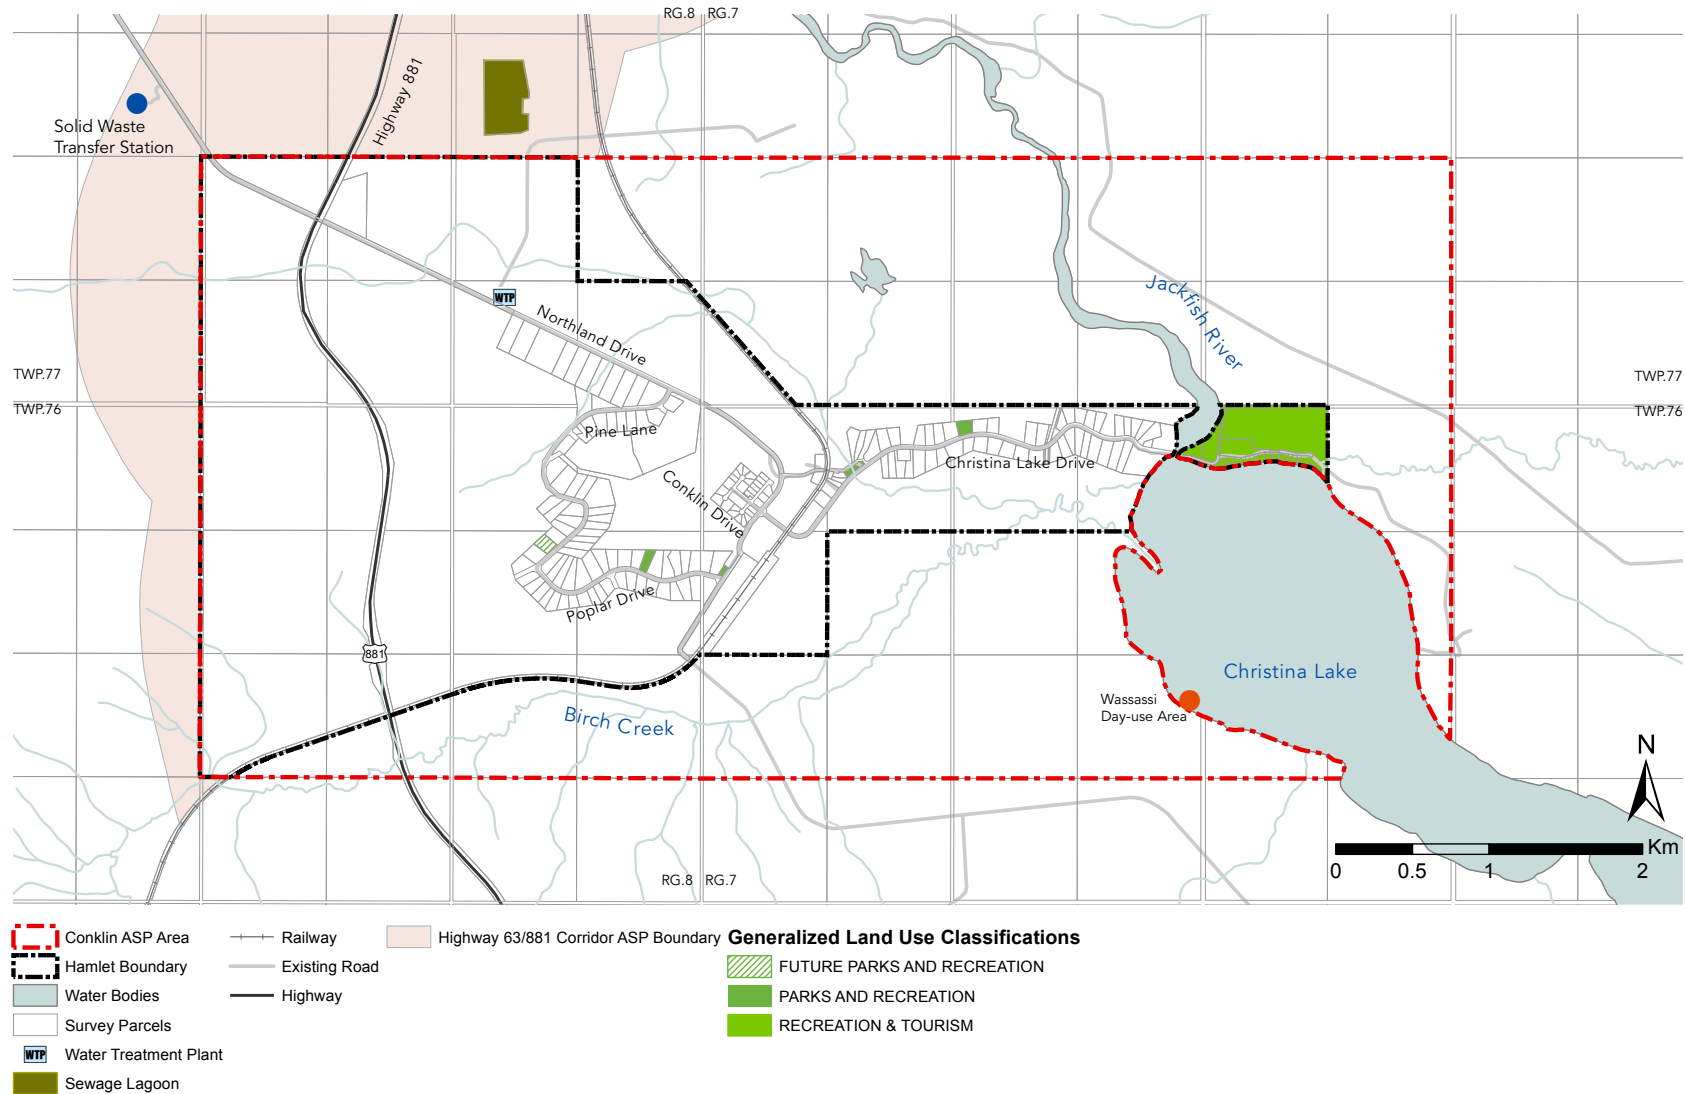 RG.8 RG.7
Highway 881
Solid Waste
Transfer Station
Jackfish River
WTP
Northland Drive
TWP.77
TWP.77
TWP.76
TWP.76
Pine Lane
Christina Lake Drive
Conklin Drive
Poplar Drive
881
Christina Lake
Wassassi
Day-use Area
Birch Creek
N
Km
0 0.5 1 2
RG.8 RG.7
Conklin ASP Area
Hamlet Boundary
Water Bodies
Survey Parcels
WTP Water Treatment Plant
Sewage Lagoon
Railway
Existing Road
Highway
Highway 63/881 Corridor ASP Boundary
Generalized Land Use Classifications
FUTURE PARKS AND RECREATION
PARKS AND RECREATION
RECREATION & TOURISM